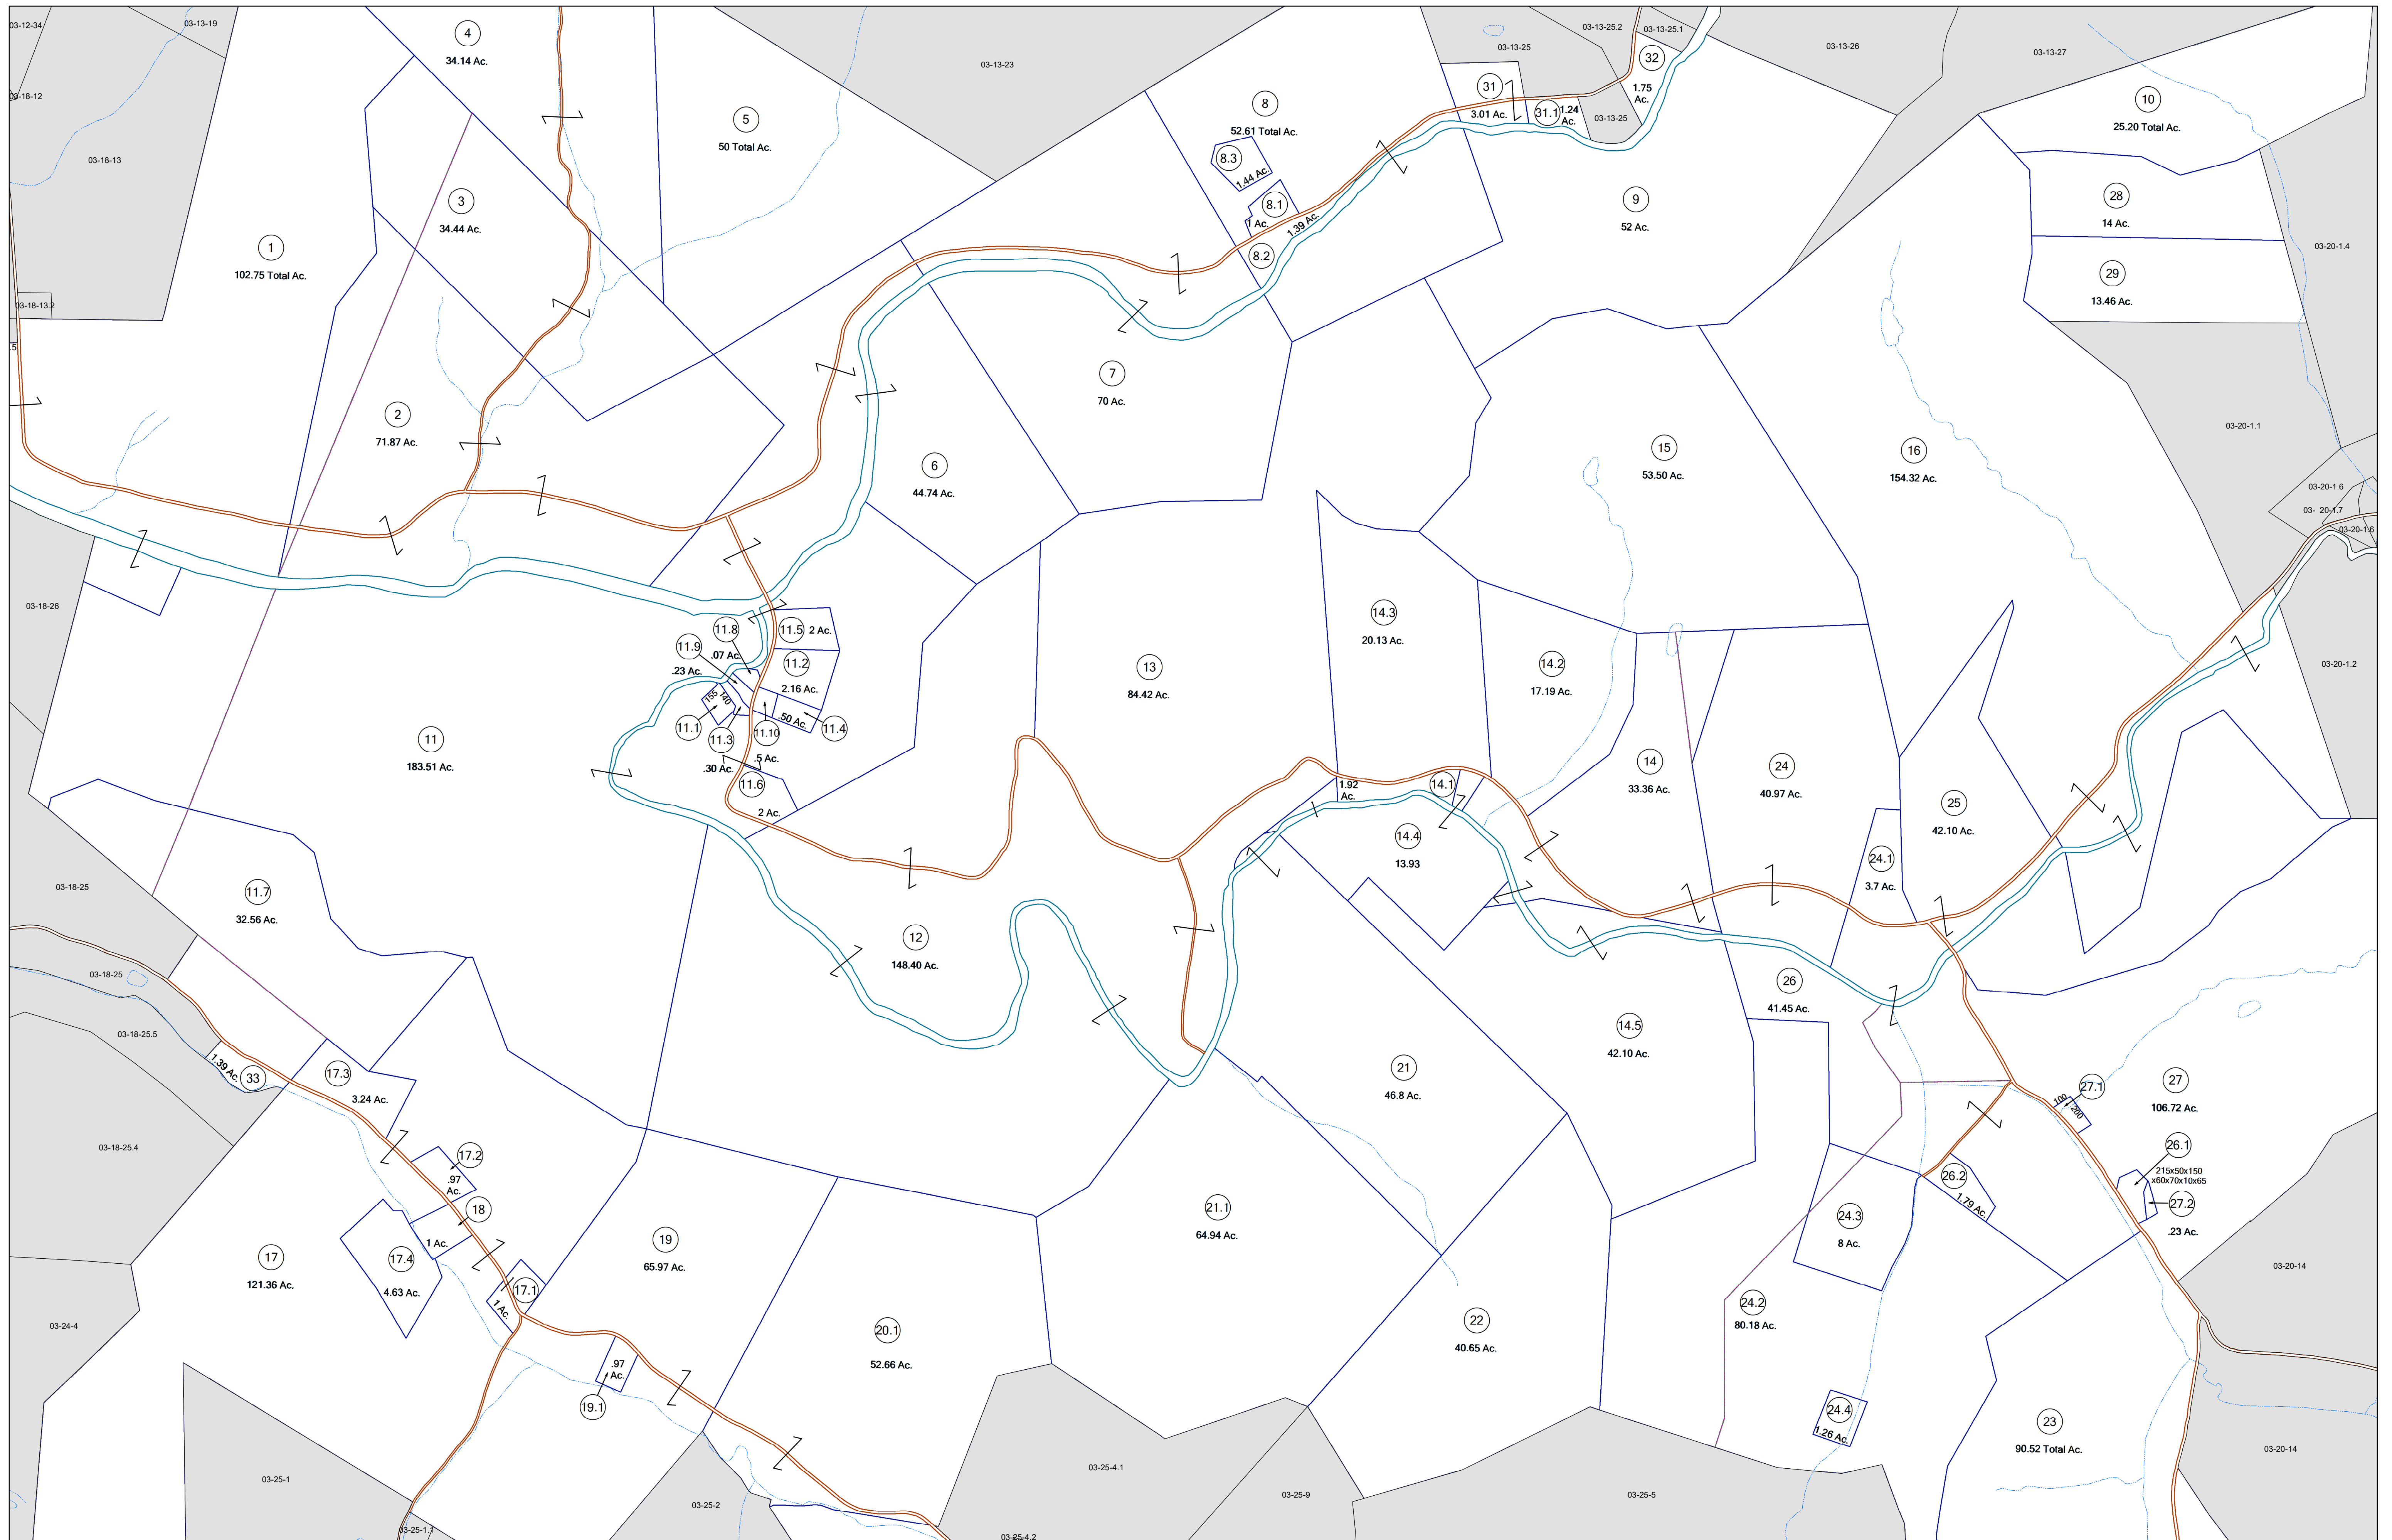 03-12-34
03-13-19
4
34.14 Ac.
03-13-23
03-13-25.2
03-13-25.1
03-13-25
32
1.75
Ac.
03-13-26
03-13-27
03-18-12
5
50 Total Ac.
8
52.61 Total Ac.
31
3.01 Ac.
31.1
1.24
Ac.
03-13-25
10
25.20 Total Ac.
03-18-13
8.3
1.44 Ac.
8.1
1 Ac.
1.39 Ac.
8.2
3
34.44 Ac.
9
52 Ac.
28
14 Ac.
03-20-1.4
1
102.75 Total Ac.
29
13.46 Ac.
03-18-13.2
.5
7
70 Ac.
2
71.87 Ac.
03-20-1.1
6
44.74 Ac.
15
53.50 Ac.
16
154.32 Ac.
03-20-1.6
03- 20-1.7
03-20-1.6
03-18-26
11.8
.07 Ac.
11.5
2 Ac.
11.9
.23 Ac.
11.2
2.16 Ac.
14.3
20.13 Ac.
13
84.42 Ac.
14.2
17.19 Ac.
03-20-1.2
155
140
11.1
11.3
.30 Ac.
11.10
.5 Ac.
.50 Ac.
11.4
11
183.51 Ac.
11.6
2 Ac.
1.92
Ac.
14.1
14
33.36 Ac.
24
40.97 Ac.
25
42.10 Ac.
14.4
13.93
24.1
3.7 Ac.
03-18-25
11.7
32.56 Ac.
12
148.40 Ac.
03-18-25
26
41.45 Ac.
03-18-25.5
14.5
42.10 Ac.
1.39 Ac.
33
17.3
3.24 Ac.
21
46.8 Ac.
100
200
27.1
27
106.72 Ac.
03-18-25.4
17.2
.97
Ac.
26.1
215x50x150
x60x70x10x65
26.2
1.79 Ac.
27.2
.23 Ac.
18
1 Ac.
21.1
64.94 Ac.
24.3
8 Ac.
17
121.36 Ac.
17.4
4.63 Ac.
19
65.97 Ac.
03-20-14
17.1
1 Ac.
24.2
80.18 Ac.
03-24-4
20.1
52.66 Ac.
22
40.65 Ac.
.97
Ac.
19.1
24.4
1.26 Ac.
23
90.52 Total Ac.
03-20-14
03-25-1
03-25-4.1
03-25-9
03-25-5
03-25-2
03-25-1.1
03-25-4.2